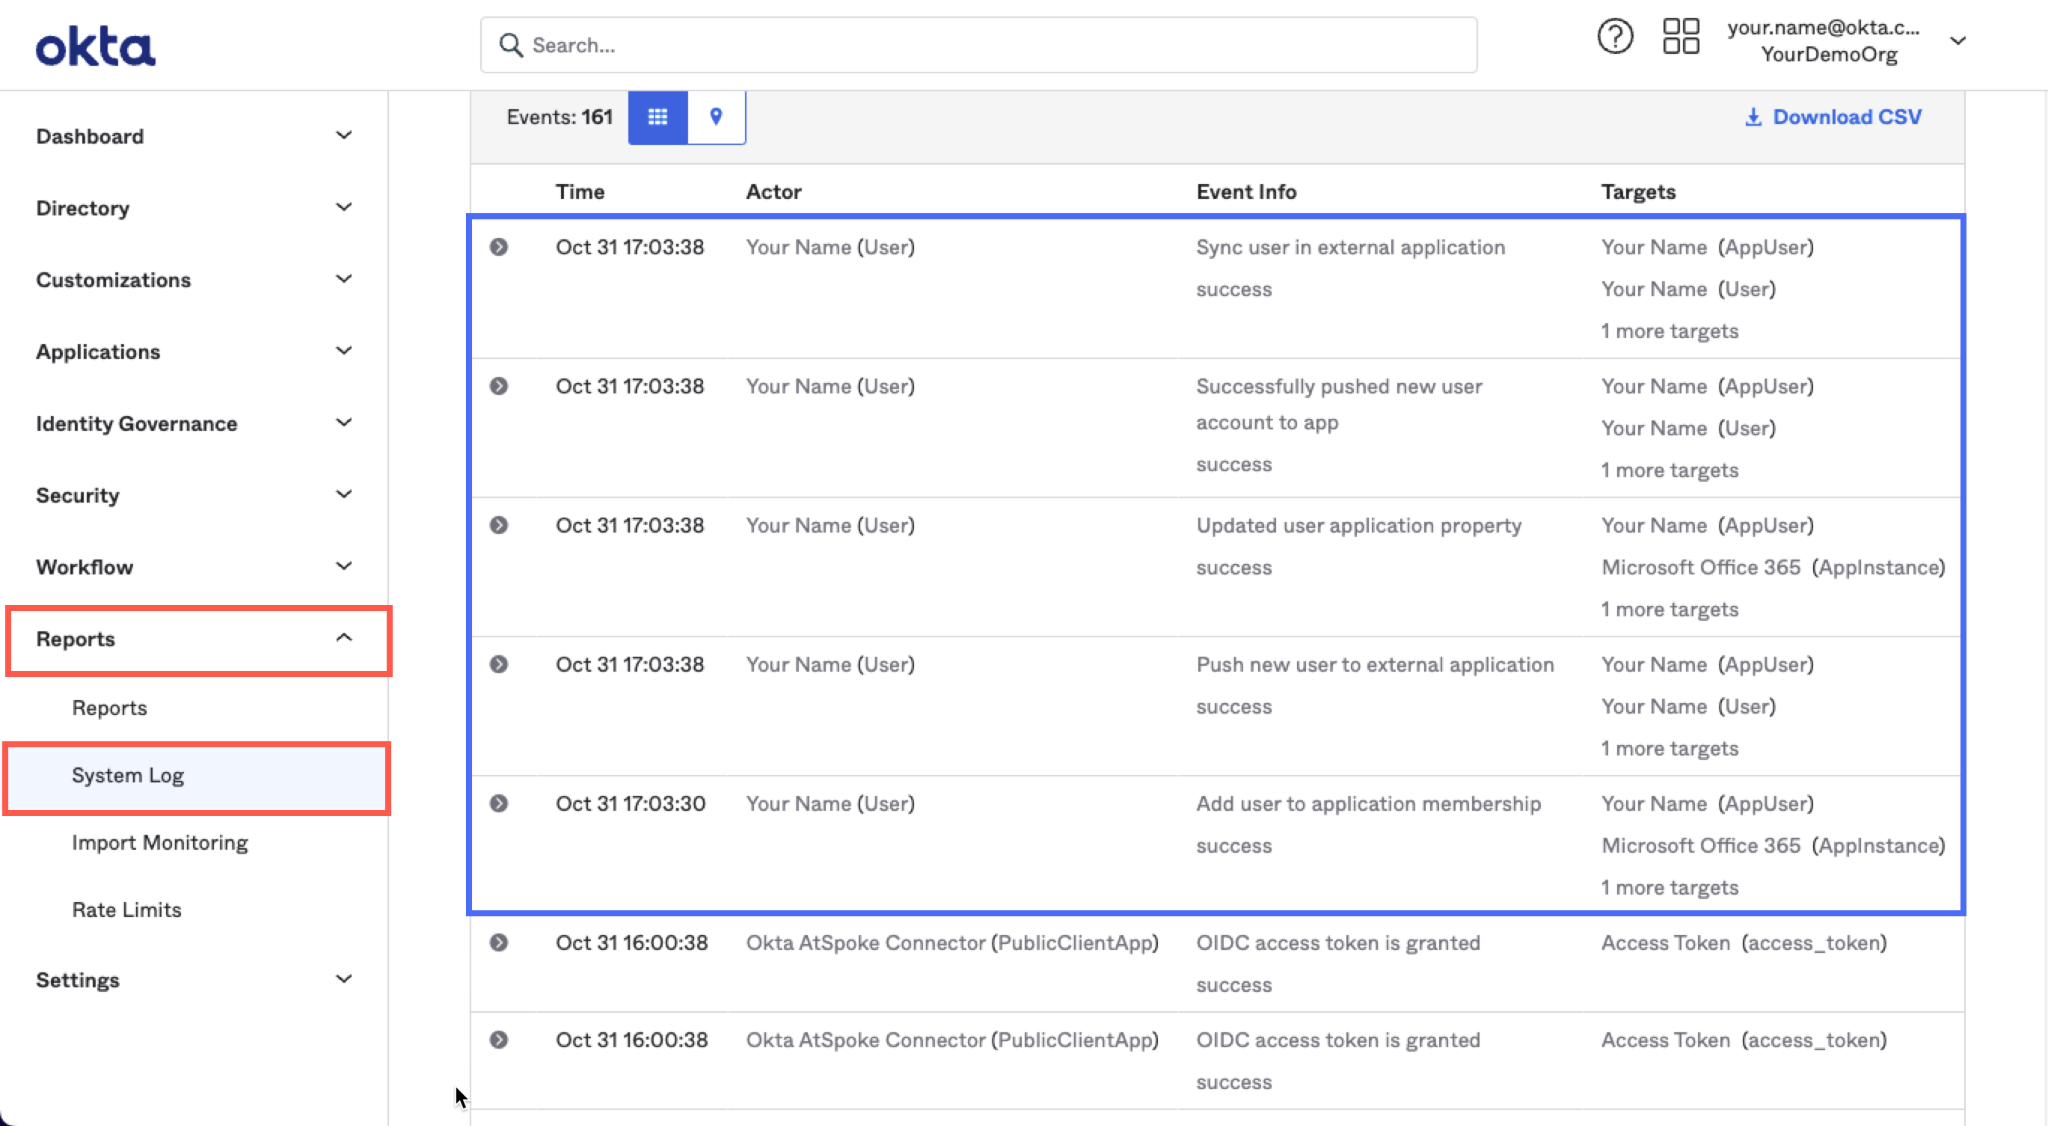 okta
Search...
your.name@okta.c...
YourDemoOrg
Dashboard
Directory
Customizations
Applications
Identity Governance
Security
Workflow
Reports
Reports
System Log
Import Monitoring
Rate Limits
Settings
Events: 161
Download CSV
Time Actor Event Info Targets
Oct 31 17:03:38 Your Name (User) Sync user in external application Your Name (AppUser)
success Your Name (User)
1 more targets
Oct 31 17:03:38 Your Name (User) Successfully pushed new user Your Name (AppUser)
account to app Your Name (User)
success 1 more targets
Oct 31 17:03:38 Your Name (User) Updated user application property Your Name (AppUser)
success Microsoft Office 365 (AppInstance)
1 more targets
Oct 31 17:03:38 Your Name (User) Push new user to external application Your Name (AppUser)
success Your Name (User)
1 more targets
Oct 31 17:03:30 Your Name (User) Add user to application membership Your Name (AppUser)
success Microsoft Office 365 (AppInstance)
1 more targets
Oct 31 16:00:38 Okta AtSpoke Connector (PublicClientApp) OIDC access token is granted Access Token (access_token)
success
Oct 31 16:00:38 Okta AtSpoke Connector (PublicClientApp) OIDC access token is granted Access Token (access_token)
success